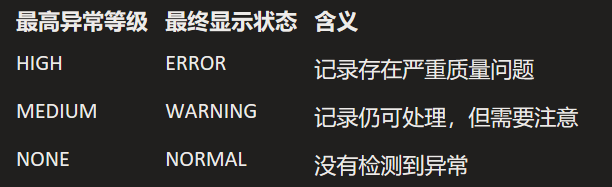 最高异常等级 最终显示状态 含义
HIGH ERROR 记录存在严重质量问题
MEDIUM WARNING 记录仍可处理，但需要注意
NONE NORMAL 没有检测到异常